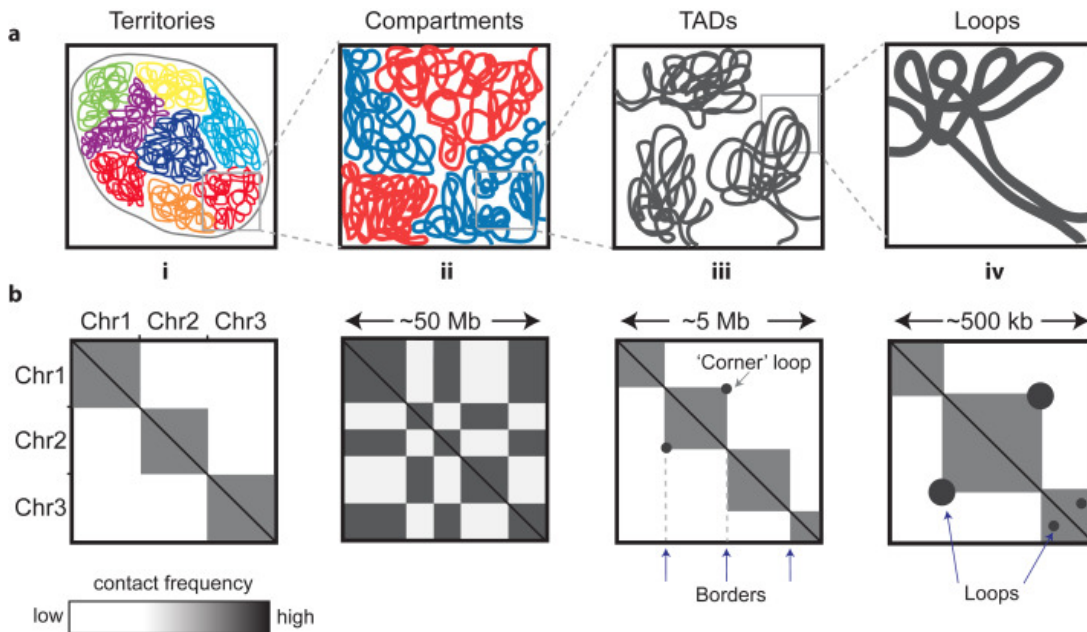 Territories Compartments TADs Loops
a
i ii iii iv
b
Chr1 Chr2 Chr3 ~50 Mb ~5 Mb ~500 kb
'Corner' loop
Chr1
Chr2
Chr3
contact frequency
low high
Borders Loops